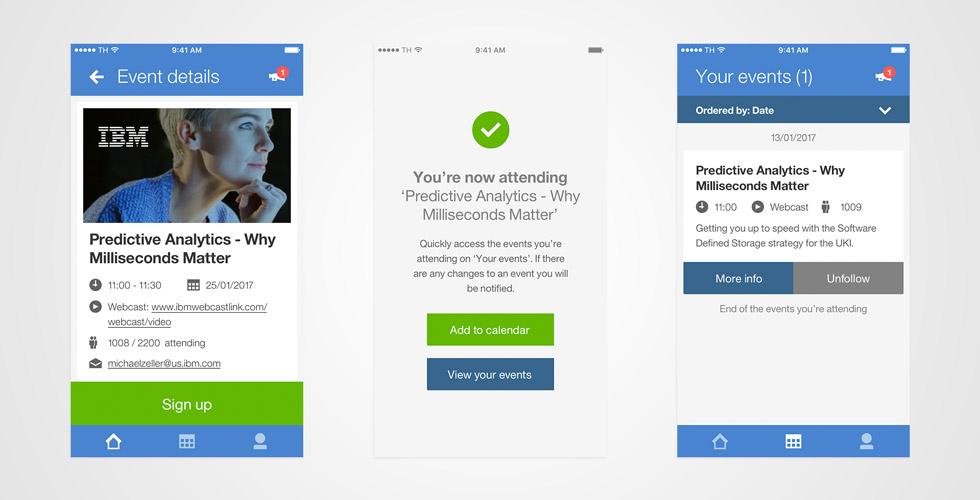 TH 9:41 AM
Event details
1
IBM
Predictive Analytics - Why
Milliseconds Matter
11:00 - 11:30 25/01/2017
Webcast: www.ibmwebcastlink.com/
webcast/video
1008 / 2200 attending
michaelzeller@us.ibm.com
Sign up
TH 9:41 AM
You’re now attending
‘Predictive Analytics - Why
Milliseconds Matter’
Quickly access the events you’re
attending on ‘Your events’. If there
are any changes to an event you will
be notified.
Add to calendar
View your events
TH 9:41 AM
Your events (1)
1
Ordered by: Date
13/01/2017
Predictive Analytics - Why
Milliseconds Matter
11:00 Webcast 1009
Getting you up to speed with the Software
Defined Storage strategy for the UKI.
More info Unfollow
End of the events you’re attending